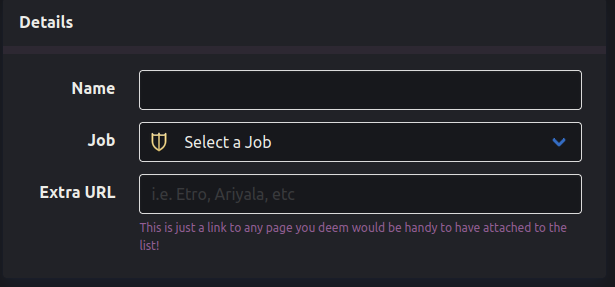 Details
Name
Job
Select a Job
Extra URL
i.e. Etro, Ariyala, etc
This is just a link to any page you deem would be handy to have attached to the
list!